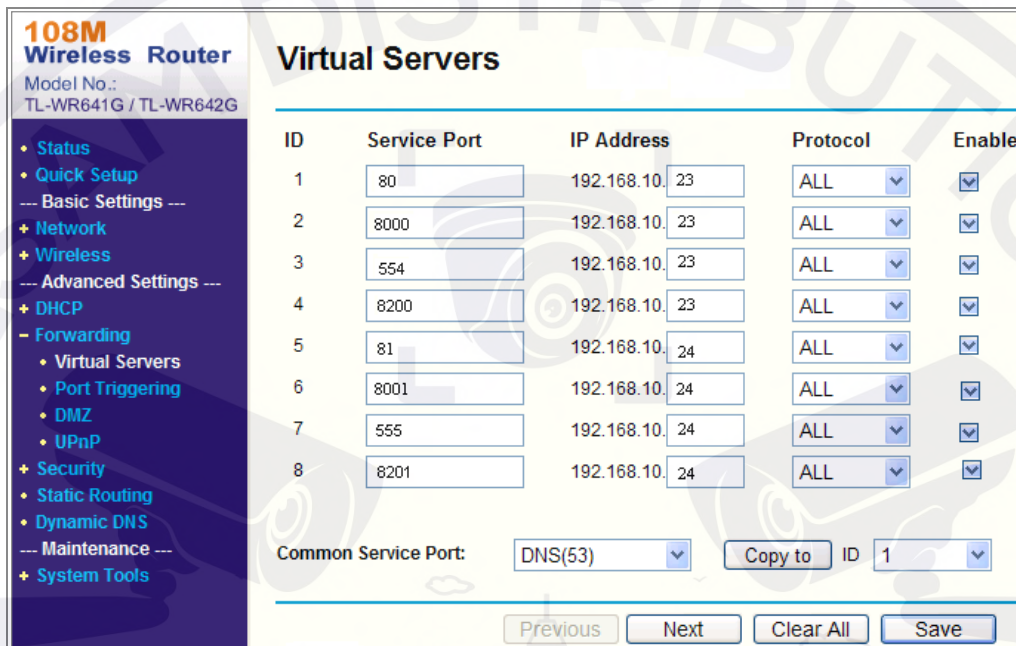 108M
Wireless Router
Model No.:
TL-WR641G / TL-WR642G
Status
Quick Setup
--- Basic Settings ---
Network
Wireless
--- Advanced Settings ---
DHCP
Forwarding
Virtual Servers
Port Triggering
DMZ
UPnP
Security
Static Routing
Dynamic DNS
--- Maintenance ---
System Tools
Virtual Servers
ID Service Port IP Address Protocol Enable
1 80 192.168.10. 23 ALL
2 8000 192.168.10. 23 ALL
3 554 192.168.10. 23 ALL
4 8200 192.168.10. 23 ALL
5 81 192.168.10. 24 ALL
6 8001 192.168.10. 24 ALL
7 555 192.168.10. 24 ALL
8 8201 192.168.10. 24 ALL
Common Service Port: DNS(53) Copy to ID 1
Previous Next Clear All Save